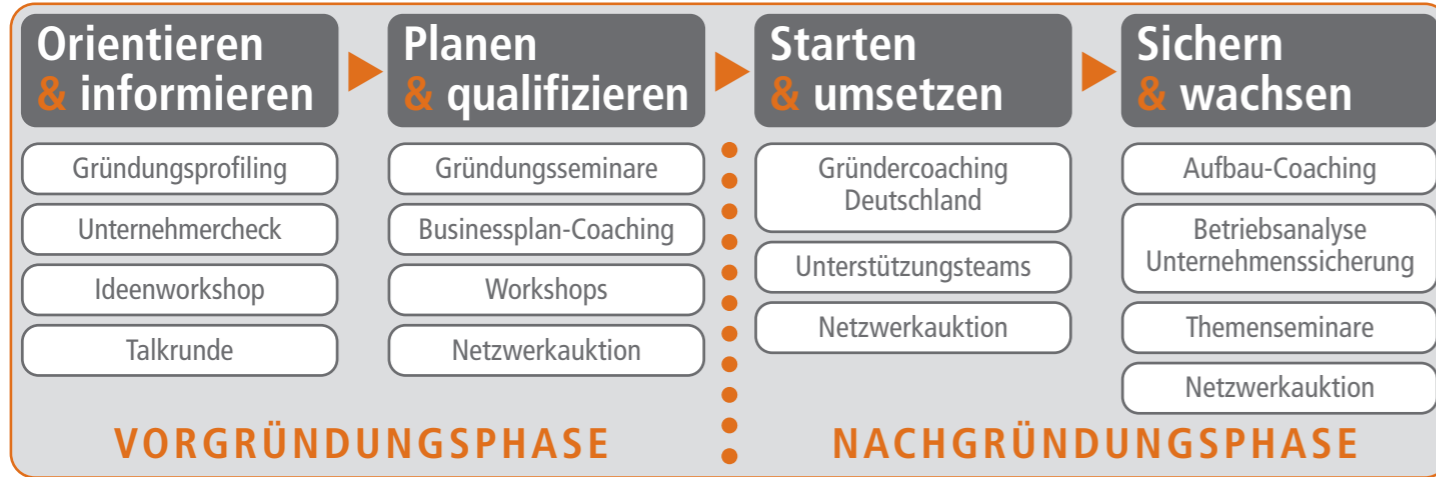 Orientieren
& informieren
Gründungsprofiling
Unternehmercheck
Ideenworkshop
Talkrunde
Planen
& qualifizieren
Gründungsseminare
Businessplan-Coaching
Workshops
Netzwerkauktion
VORGRÜNDUNGSPHASE
Starten
& umsetzen
Gründercoaching
Deutschland
Unterstützungsteams
Netzwerkauktion
Sichern
& wachsen
Aufbau-Coaching
Betriebsanalyse
Unternehmenssicherung
Themenseminare
Netzwerkauktion
NACHGRÜNDUNGSPHASE